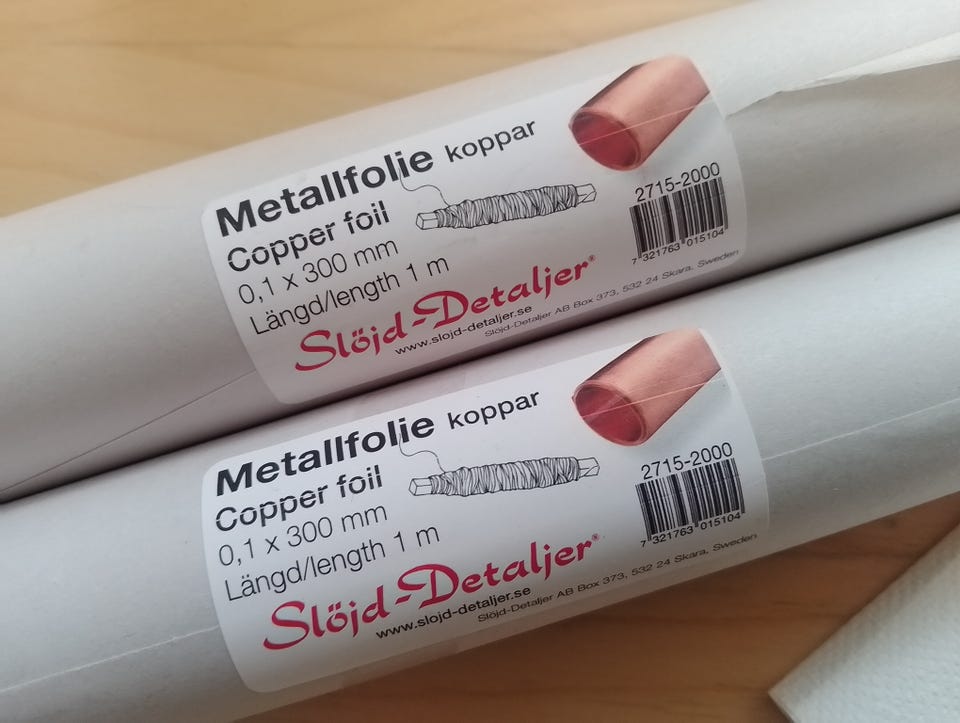 Metallfolie koppar
Copper foil
0,1 x 300 mm
Längd/length 1 m
2715-2000
7 321763 015104
Slöjd-Detaljer®
www.slojd-detaljer.se
Slöjd-Detaljer AB Box 373, 532 24 Skara, Sweden
Metallfolie koppar
Copper foil
0,1 x 300 mm
Längd/length 1 m
2715-2000
7 321763 015104
Slöjd-Detaljer®
www.slojd-detaljer.se
Slöjd-Detaljer AB Box 373, 532 24 Skara, Sweden